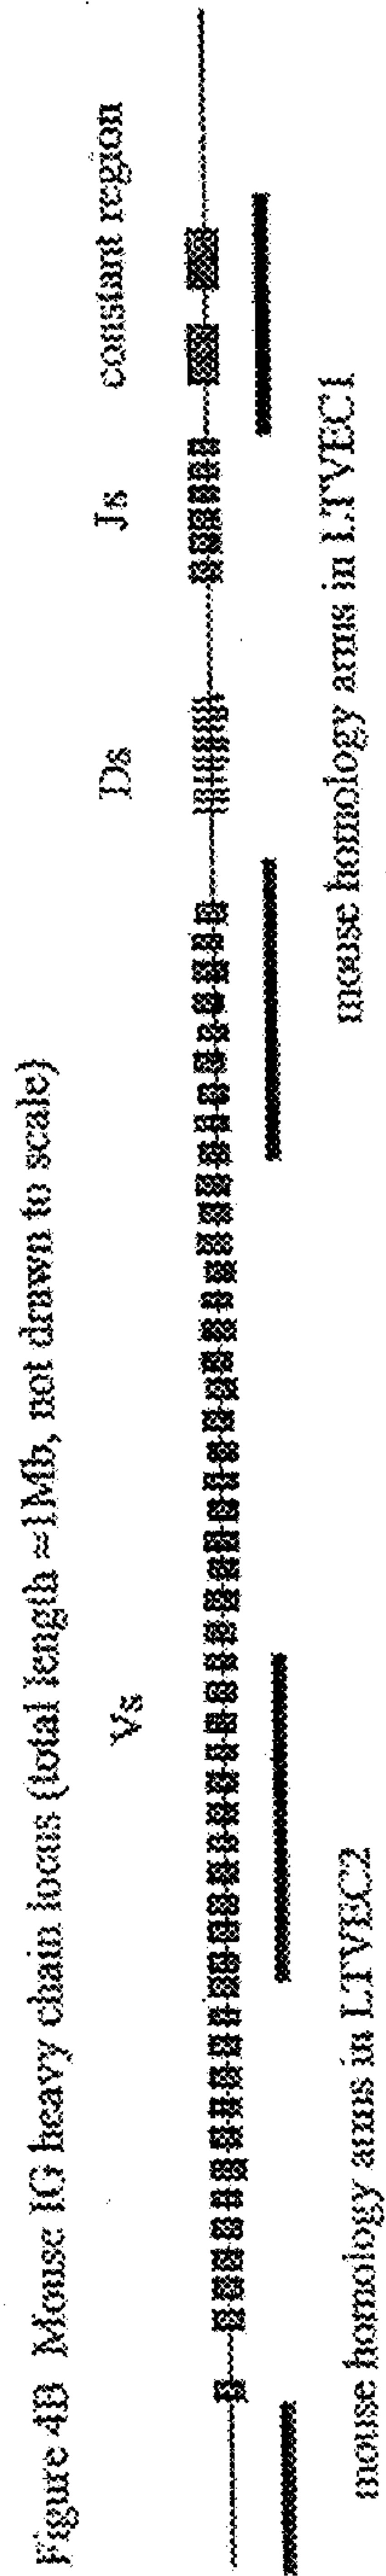 Figure 4B Mouse IG heavy chain locus (total length ≈1Mb, not drawn to scale)
Vs Ds Js constant region
mouse homology arms in LTVEC2 mouse homology arms in LTVEC1